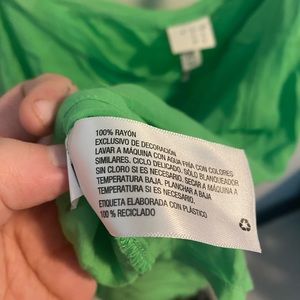 100% RAYÓN
EXCLUSIVO DE DECORACIÓN
LAVAR A MÁQUINA CON AGUA FRÍA CON COLORES
SIMILARES. CICLO DELICADO. SÓLO BLANQUEADOR
SIN CLORO SI ES NECESARIO. SECAR A MÁQUINA A
TEMPERATURA BAJA. PLANCHAR A BAJA
TEMPERATURA SI ES NECESARIO.
ETIQUETA ELABORADA CON PLÁSTICO
100 % RECICLADO